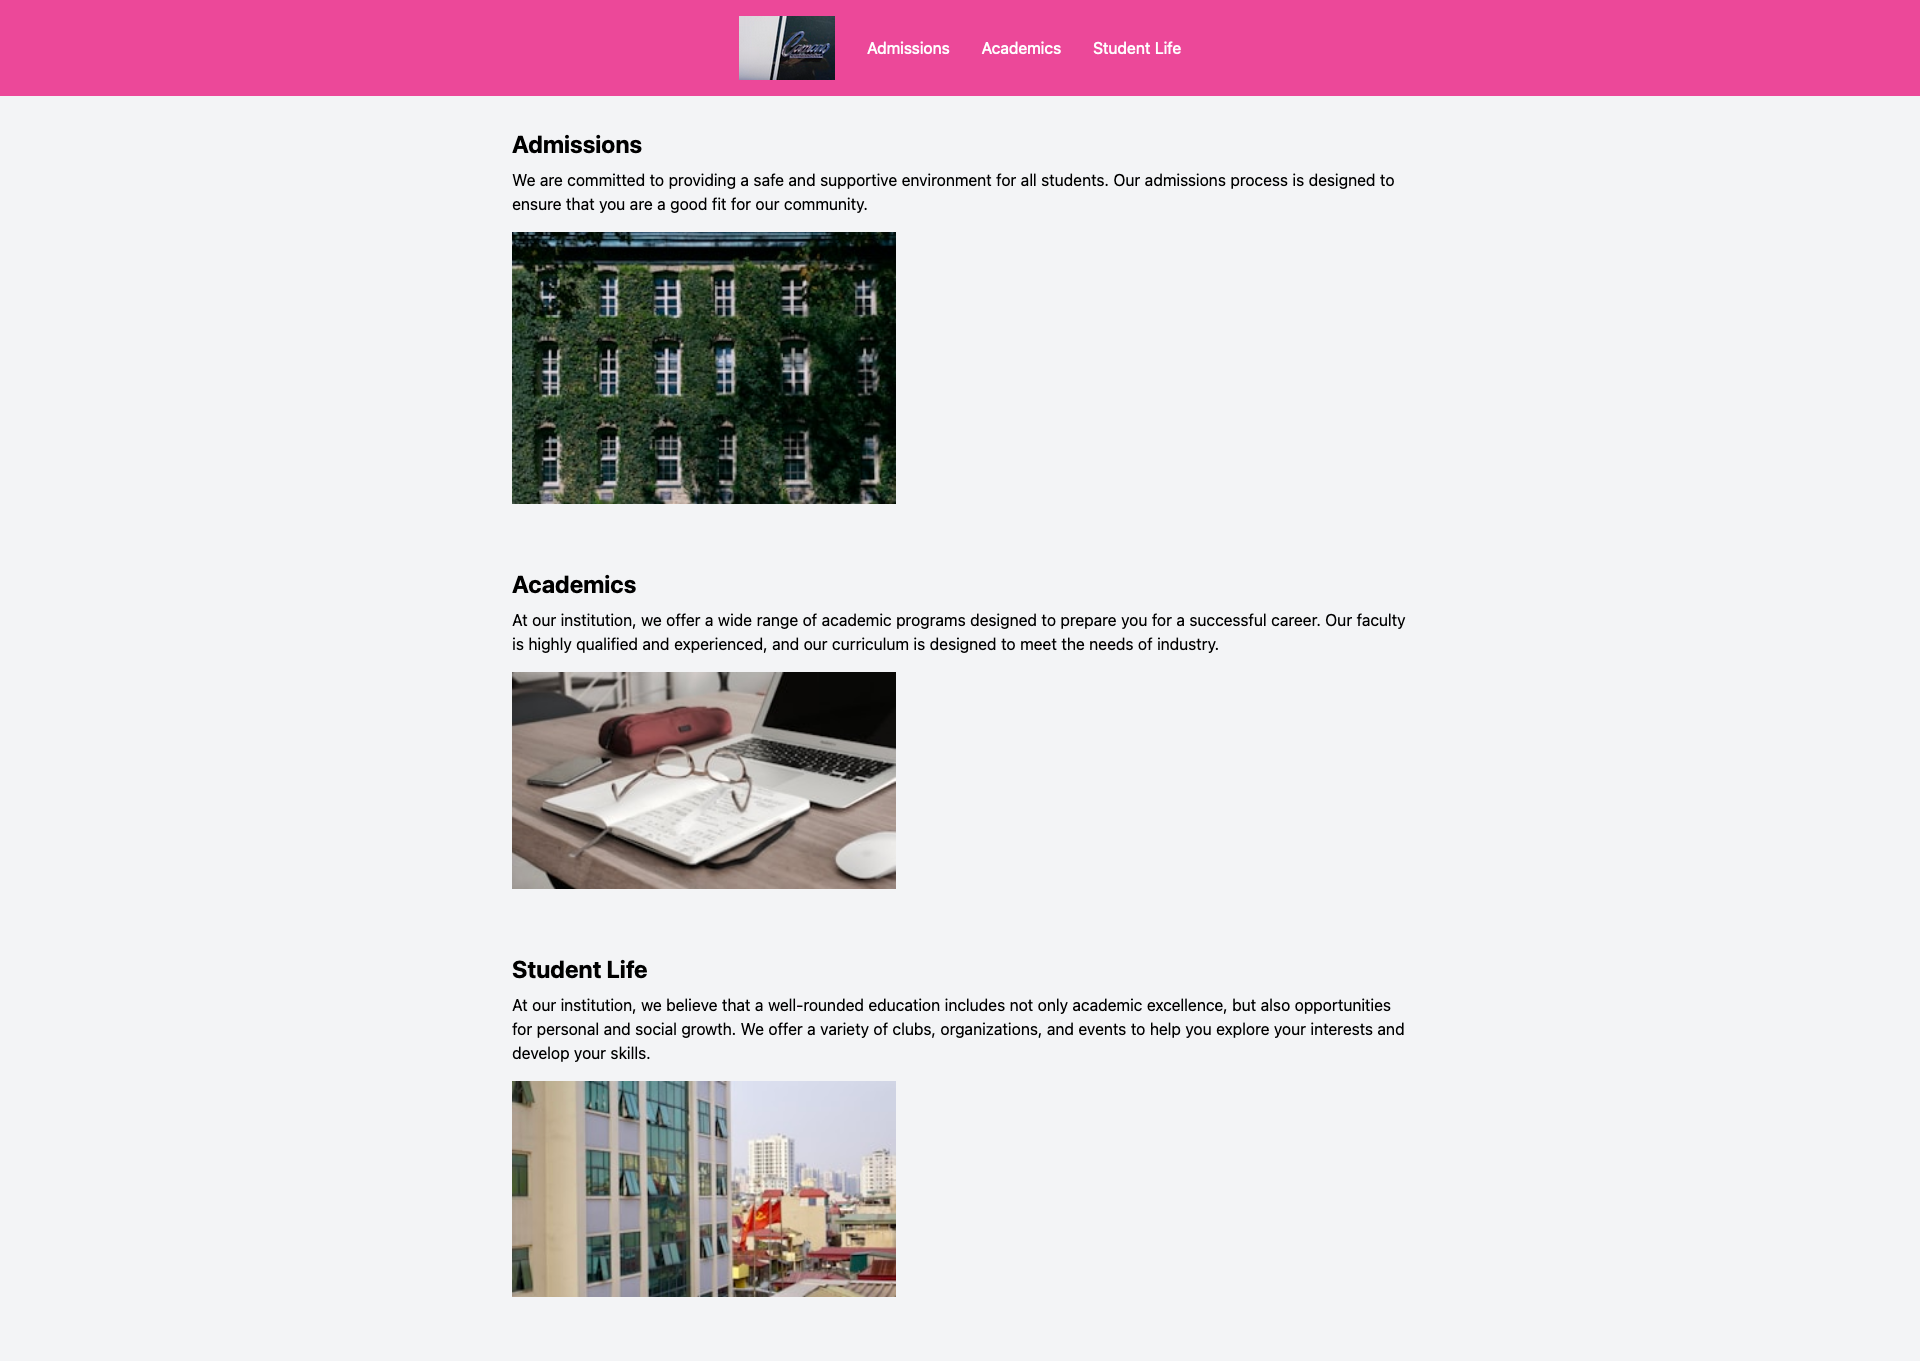 Camaro
Admissions
Academics
Student Life
Admissions
We are committed to providing a safe and supportive environment for all students. Our admissions process is designed to
ensure that you are a good fit for our community.
Academics
At our institution, we offer a wide range of academic programs designed to prepare you for a successful career. Our faculty
is highly qualified and experienced, and our curriculum is designed to meet the needs of industry.
Student Life
At our institution, we believe that a well-rounded education includes not only academic excellence, but also opportunities
for personal and social growth. We offer a variety of clubs, organizations, and events to help you explore your interests and
develop your skills.